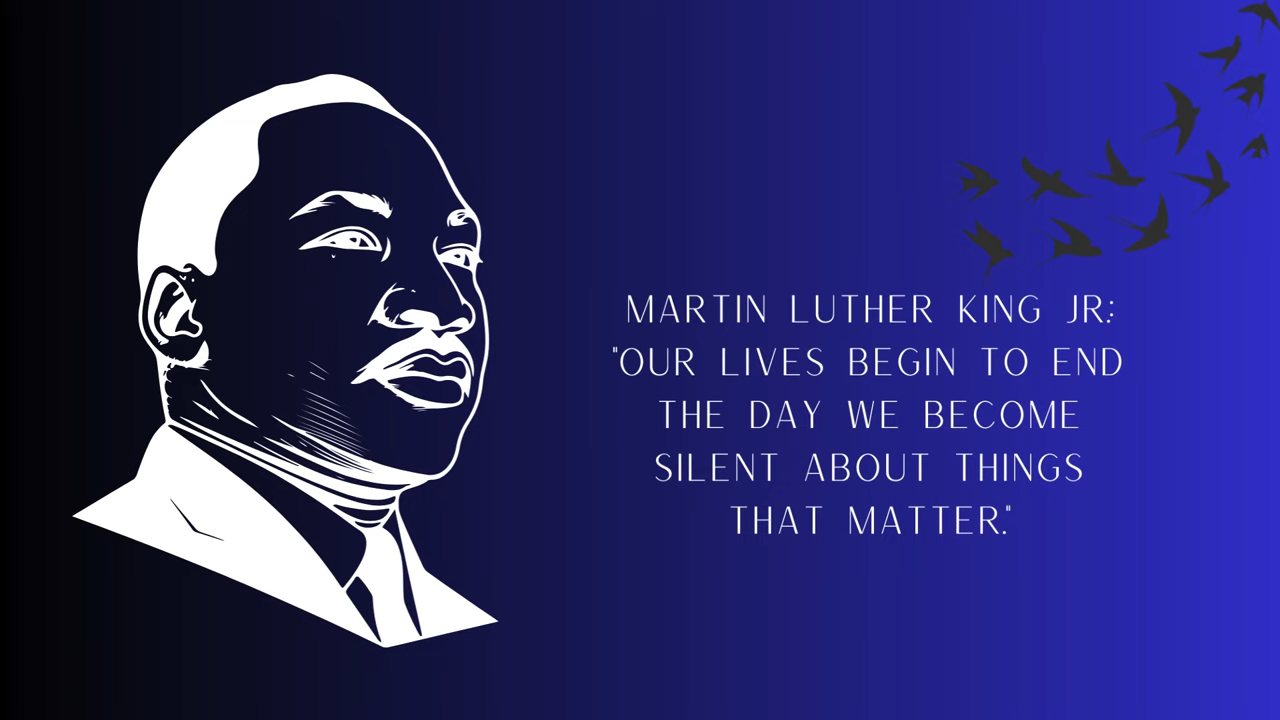 MARTIN LUTHER KING JR.:
"OUR LIVES BEGIN TO END
THE DAY WE BECOME
SILENT ABOUT THINGS
THAT MATTER."